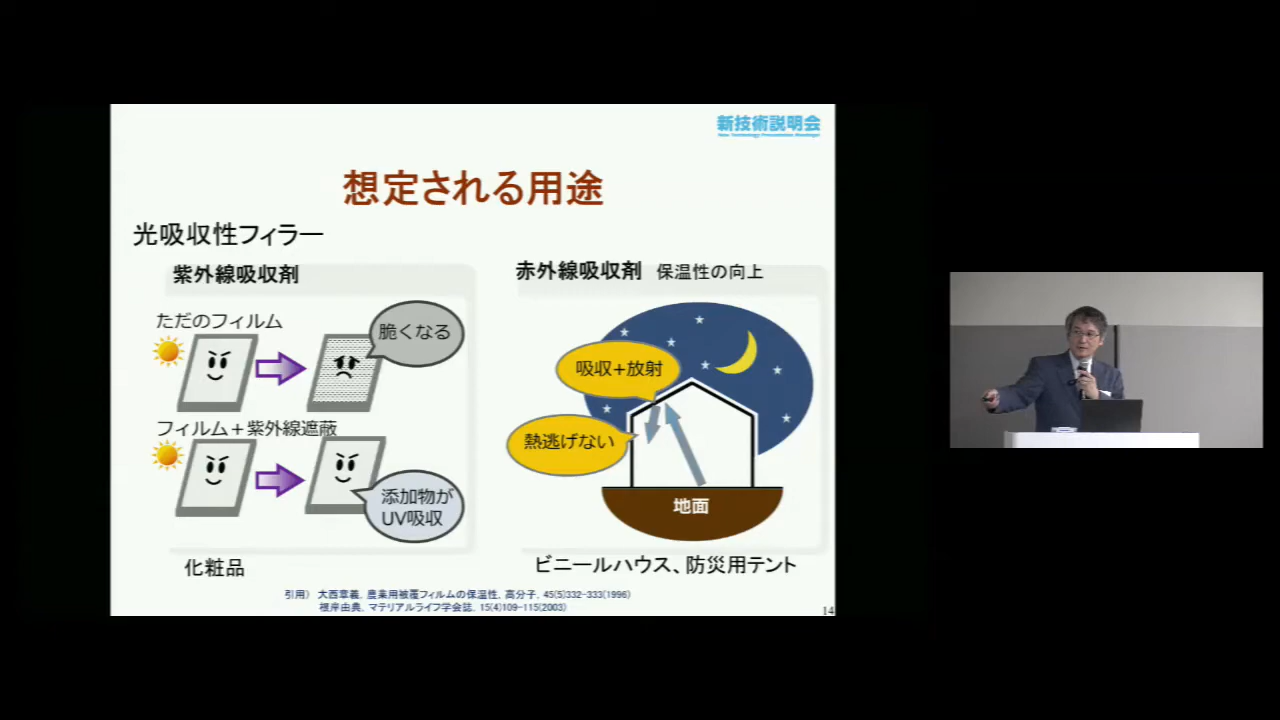 新技術説明会
New Technology Presentation Meetings!
想定される用途
光吸収性フィラー
紫外線吸収剤
赤外線吸収剤 保温性の向上
ただのフィルム
脆くなる
フィルム＋紫外線遮蔽
添加物が
UV吸収
化粧品
吸収+放射
熱逃げない
地面
ビニールハウス、防災用テント
引用） 大西章義, 農業用被覆フィルムの保温性, 高分子, 45(5)332-333(1996)
根岸由典, マテリアルライフ学会誌, 15(4)109-115(2003)
14